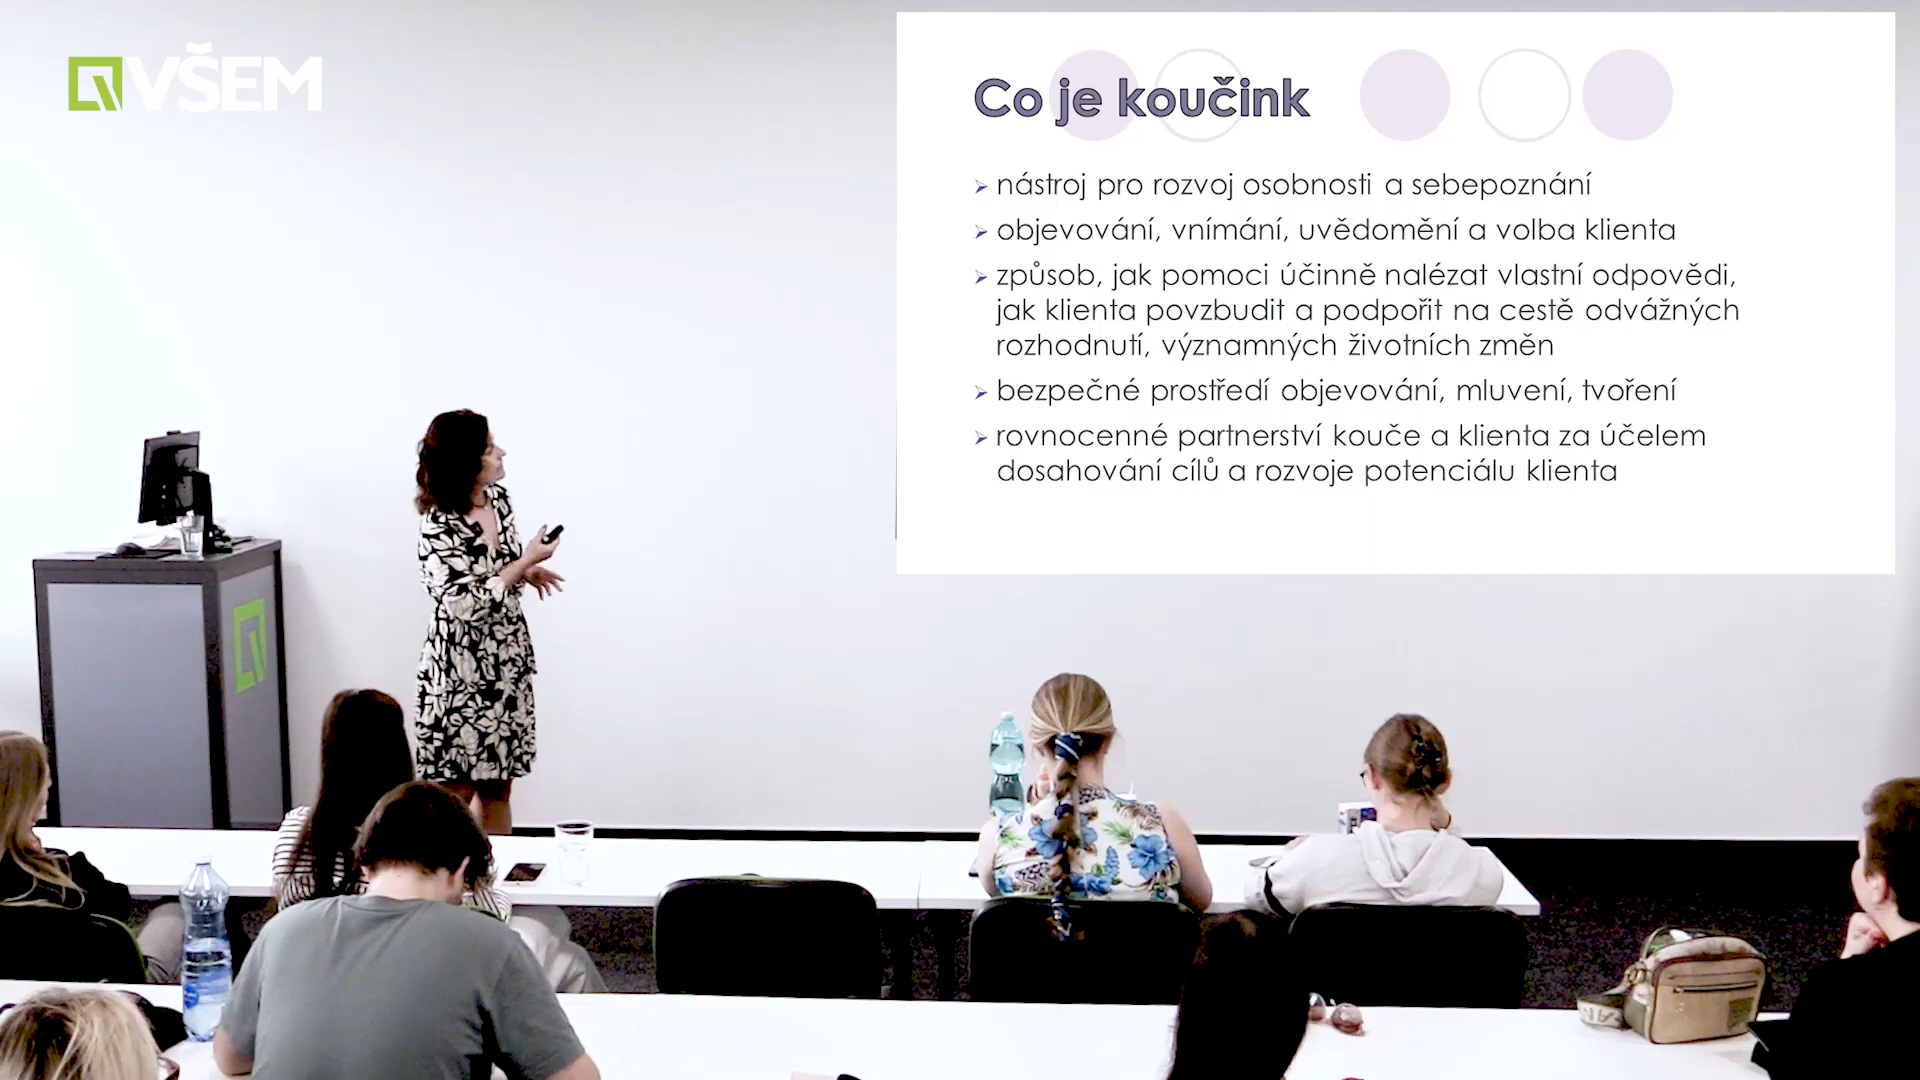 VŠEM
Co je koučink
nástroj pro rozvoj osobnosti a sebepoznání
objevování, vnímání, uvědomění a volba klienta
způsob, jak pomoci účinně nalézat vlastní odpovědi,
jak klienta povzbudit a podpořit na cestě odvážných
rozhodnutí, významných životních změn
bezpečné prostředí objevování, mluvení, tvoření
rovnocenné partnerství kouče a klienta za účelem
dosahování cílů a rozvoje potenciálu klienta